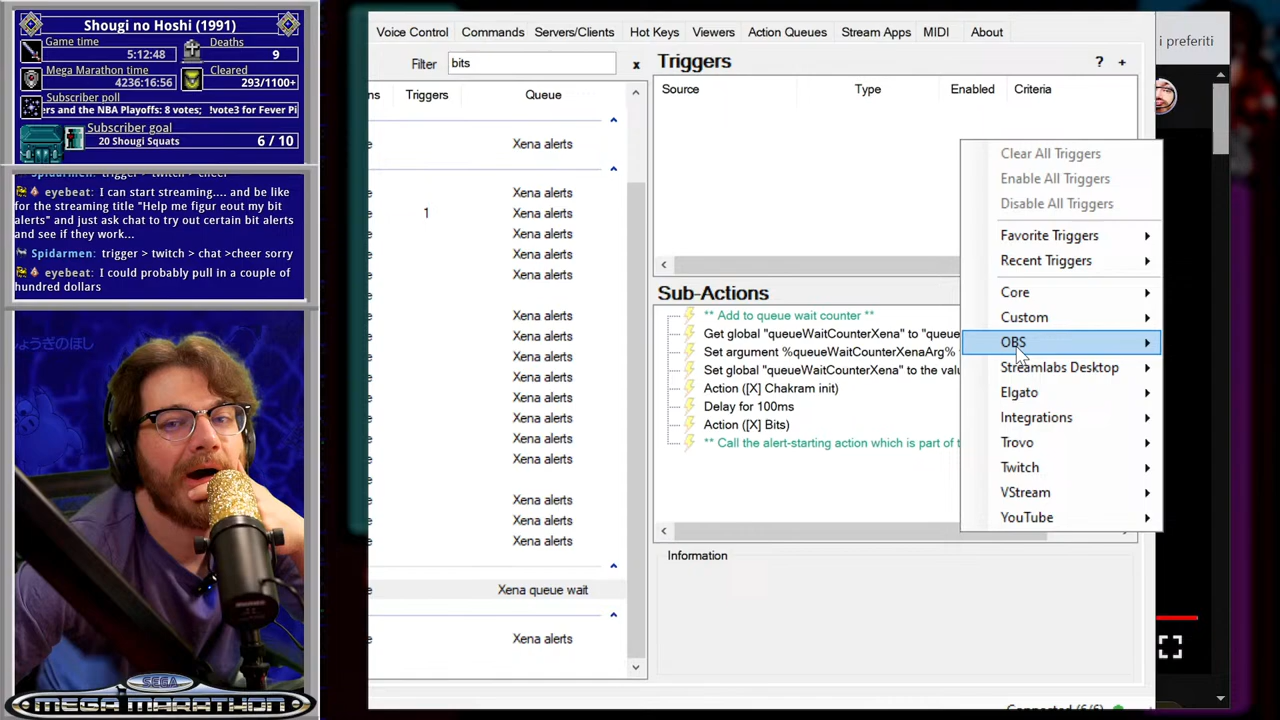 Shougi no Hoshi (1991)
Game time
5:12:48
Deaths
9
Mega Marathon time
4236:16:56
Cleared
293/1100+
Subscriber poll
ers and the NBA Playoffs: 8 votes;   !vote3 for Fever Pi
Subscriber goal
20 Shougi Squats
6 / 10
Spidarmen: trigger > twitch > cheer
eyebeat: I can start streaming.... and be like
for the streaming title "Help me figur eout my bit
alerts" and just ask chat to try out certain bit alerts
and see if they work...
Spidarmen: trigger > twitch > chat >cheer sorry
eyebeat: I could probably pull in a couple of
hundred dollars
SEGA
MEGA MARATHON
Voice Control
Commands
Servers/Clients
Hot Keys
Viewers
Action Queues
Stream Apps
MIDI
About
i preferiti
Filter
bits
x
Triggers
?
+
ns
Triggers
Queue
Source
Type
Enabled
Criteria
e
Xena alerts
e
Xena alerts
e
1
Xena alerts
e
Xena alerts
e
Xena alerts
e
Xena alerts
e
e
Xena alerts
e
Xena alerts
e
Xena alerts
e
Xena alerts
e
Xena alerts
e
Xena alerts
e
Xena alerts
e
Xena alerts
e
e
Xena alerts
e
Xena alerts
e
Xena alerts
e
Xena queue wait
e
Xena alerts
Sub-Actions
** Add to queue wait counter **
Get global "queueWaitCounterXena" to "queue
Set argument %queueWaitCounterXenaArg%
Set global "queueWaitCounterXena" to the valu
Action ([X] Chakram init)
Delay for 100ms
Action ([X] Bits)
** Call the alert-starting action which is part of t
Information
Clear All Triggers
Enable All Triggers
Disable All Triggers
Favorite Triggers
Recent Triggers
Core
Custom
OBS
Streamlabs Desktop
Elgato
Integrations
Trovo
Twitch
VStream
YouTube
Connected (6/6)